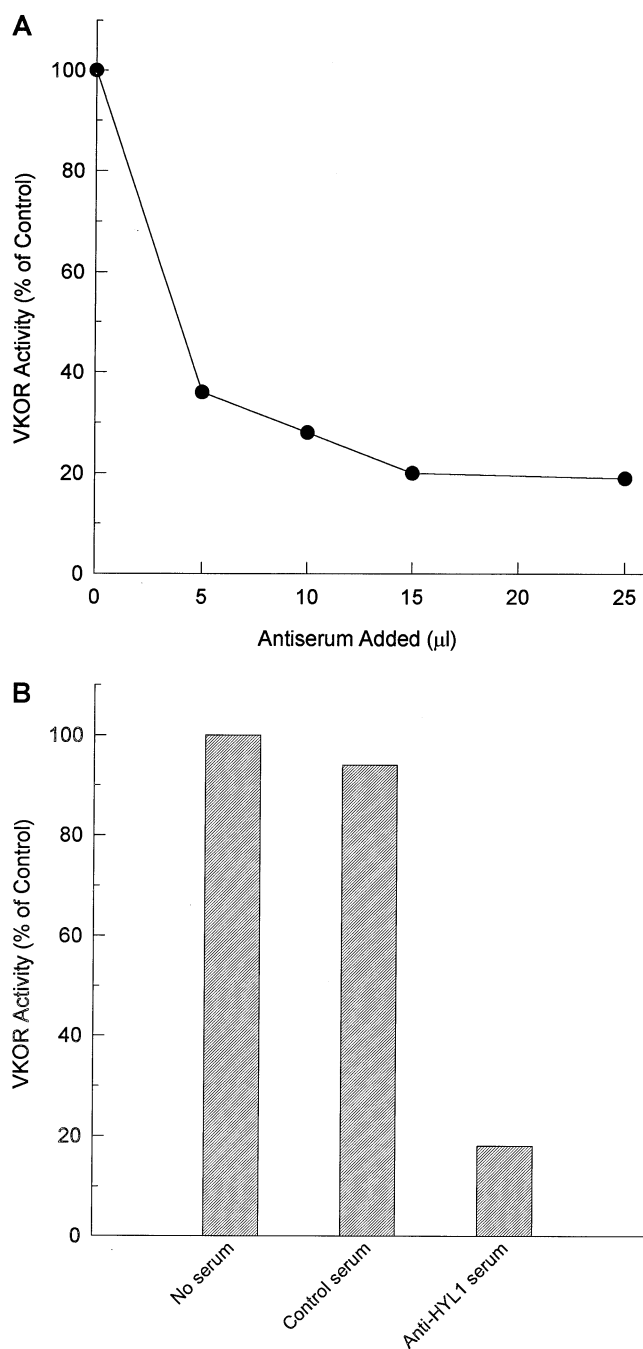 A
VKOR Activity (% of Control)
100
80
60
40
20
0
0 5 10 15 20 25
Antiserum Added (µl)
B
VKOR Activity (% of Control)
100
80
60
40
20
0
No serum
Control serum
Anti-HYL1 serum